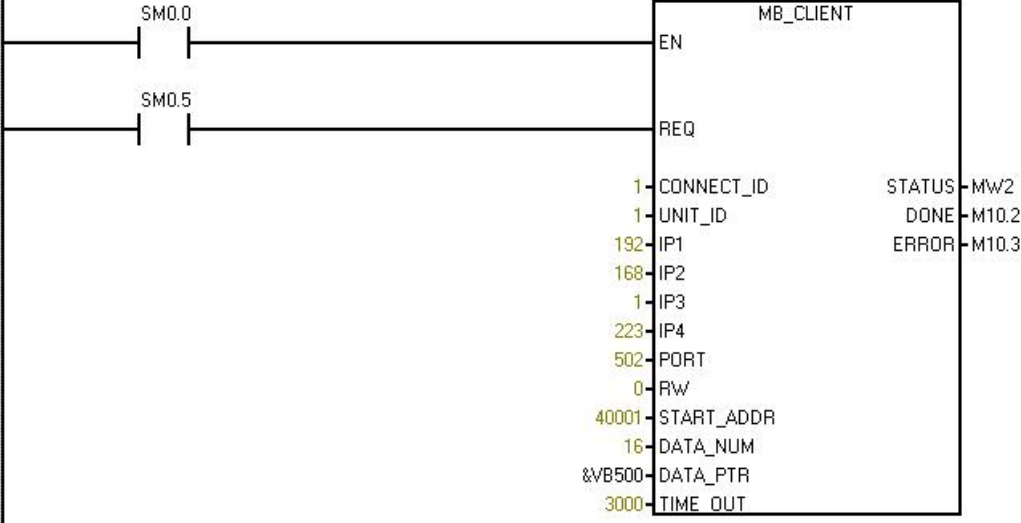 SM0.0
MB_CLIENT
EN
SM0.5
REQ
1 CONNECT_ID STATUS MW2
1 UNIT_ID DONE M10.2
192 IP1 ERROR M10.3
168 IP2
1 IP3
223 IP4
502 PORT
0 RW
40001 START_ADDR
16 DATA_NUM
&VB500 DATA_PTR
3000 TIME_OUT